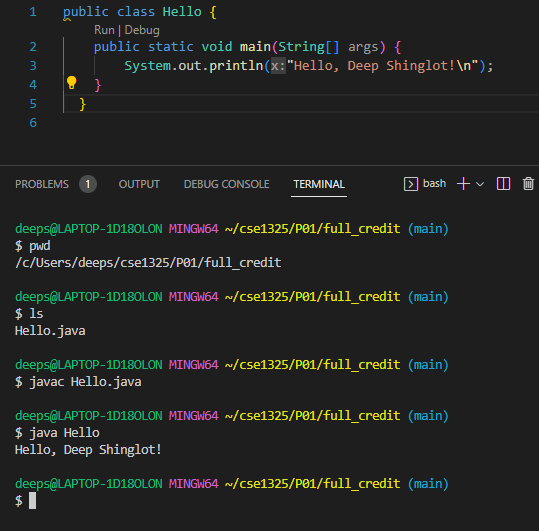 1 public class Hello {
Run | Debug
2 public static void main(String[] args) {
3 System.out.println(x:"Hello, Deep Shinglot!\n");
4 }
5 }
6
PROBLEMS 1 OUTPUT DEBUG CONSOLE TERMINAL bash
deeps@LAPTOP-1D18OLON MINGW64 ~/cse1325/P01/full_credit (main)
$ pwd
/c/Users/deeps/cse1325/P01/full_credit
deeps@LAPTOP-1D18OLON MINGW64 ~/cse1325/P01/full_credit (main)
$ ls
Hello.java
deeps@LAPTOP-1D18OLON MINGW64 ~/cse1325/P01/full_credit (main)
$ javac Hello.java
deeps@LAPTOP-1D18OLON MINGW64 ~/cse1325/P01/full_credit (main)
$ java Hello
Hello, Deep Shinglot!
deeps@LAPTOP-1D18OLON MINGW64 ~/cse1325/P01/full_credit (main)
$